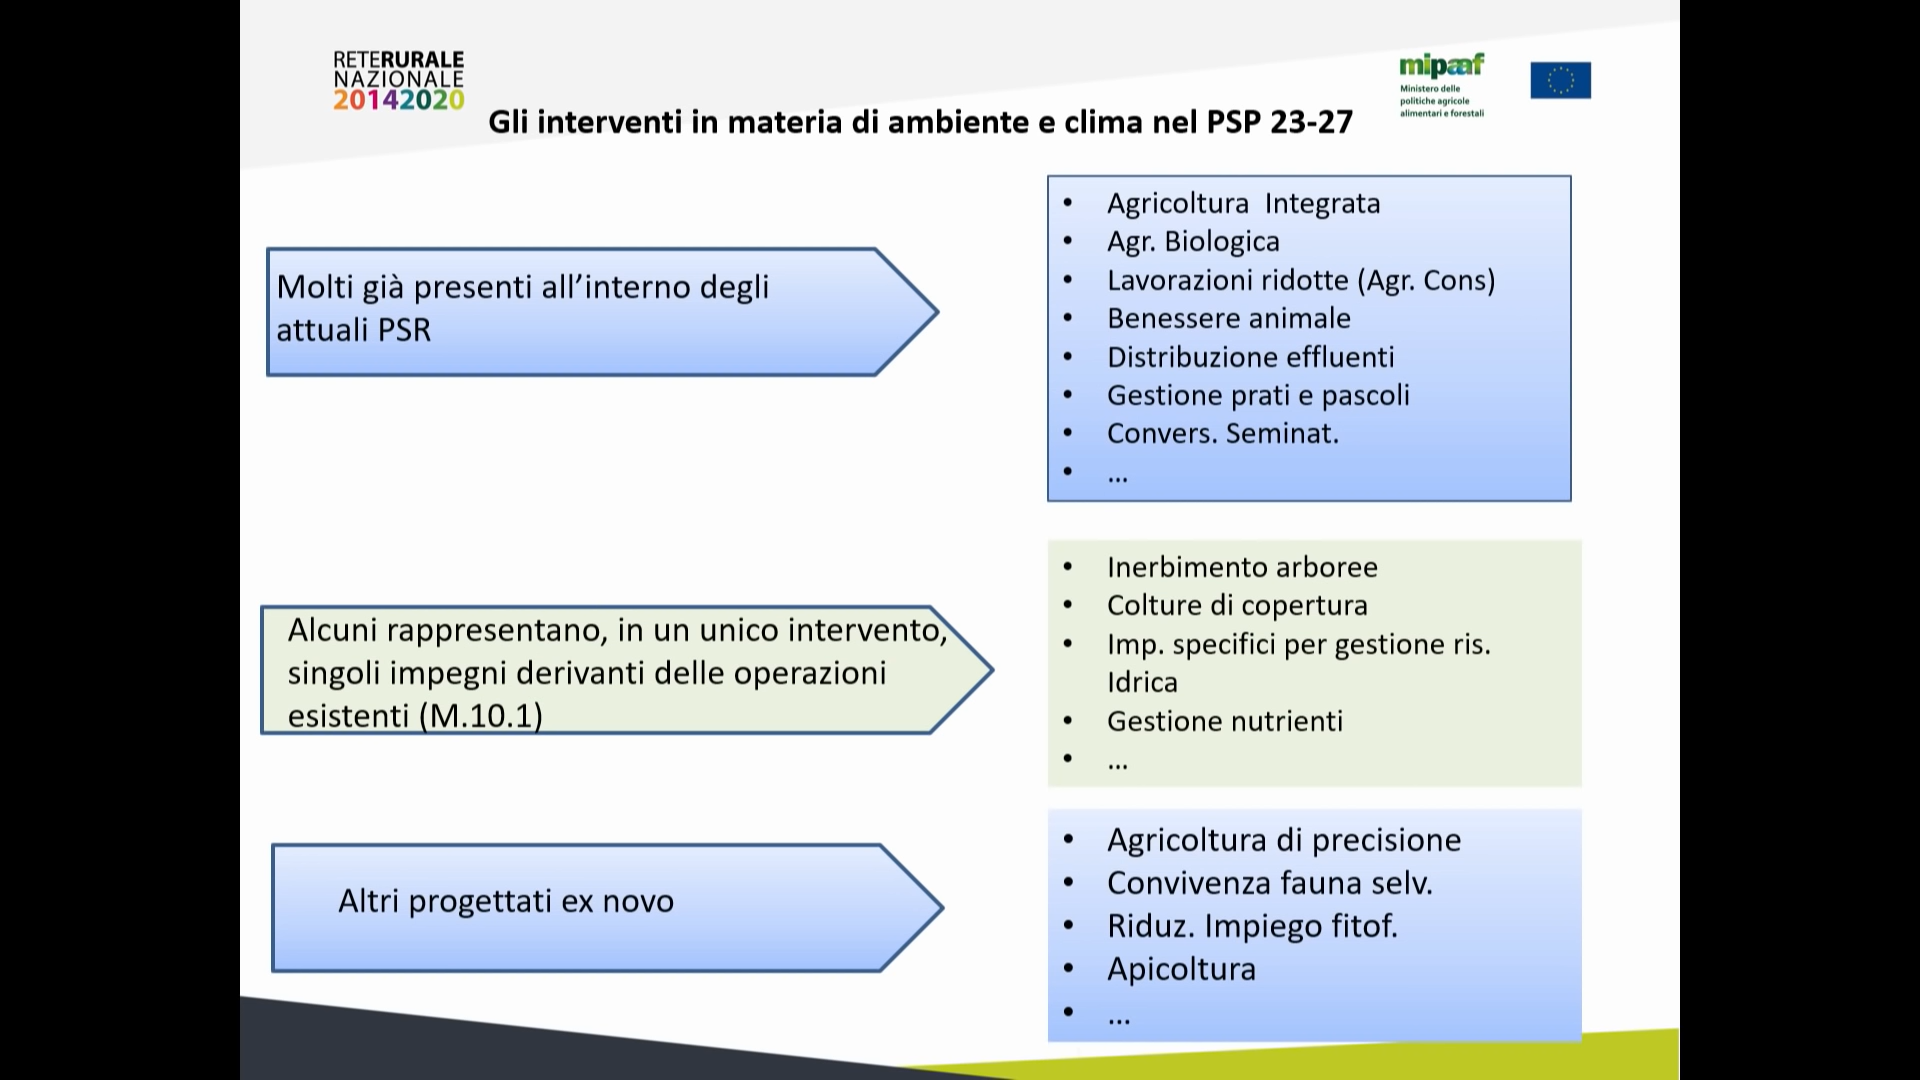 RETERURALE
NAZIONALE
20142020
mipaaf
Ministero delle
politiche agricole
alimentari e forestali
Gli interventi in materia di ambiente e clima nel PSP 23-27
Molti già presenti all’interno degli
attuali PSR
• Agricoltura  Integrata
• Agr. Biologica
• Lavorazioni ridotte (Agr. Cons)
• Benessere animale
• Distribuzione effluenti
• Gestione prati e pascoli
• Convers. Seminat.
• ...
Alcuni rappresentano, in un unico intervento,
singoli impegni derivanti delle operazioni
esistenti (M.10.1)
• Inerbimento arboree
• Colture di copertura
• Imp. specifici per gestione ris.
Idrica
• Gestione nutrienti
• ...
Altri progettati ex novo
• Agricoltura di precisione
• Convivenza fauna selv.
• Riduz. Impiego fitof.
• Apicoltura
• ...